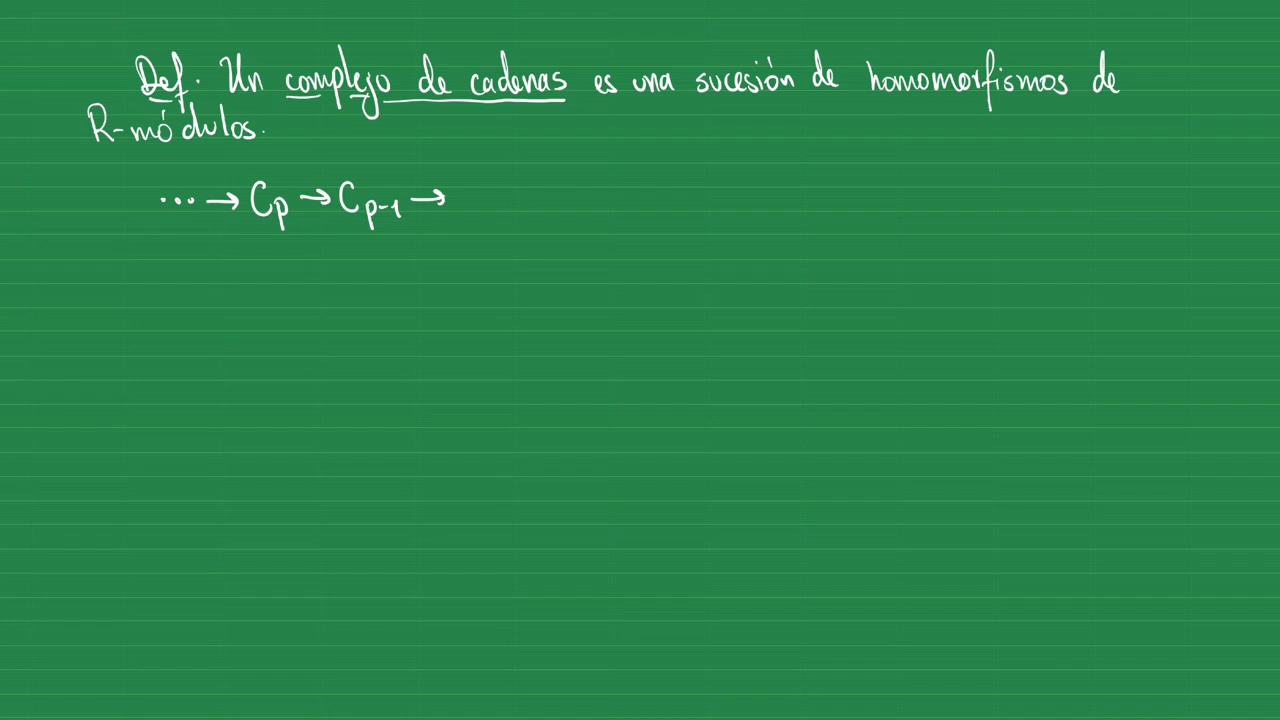 Def. Un complejo de cadenas es una sucesión de homomorfismos de
R-módulos.
··· → Cp → Cp-1 →